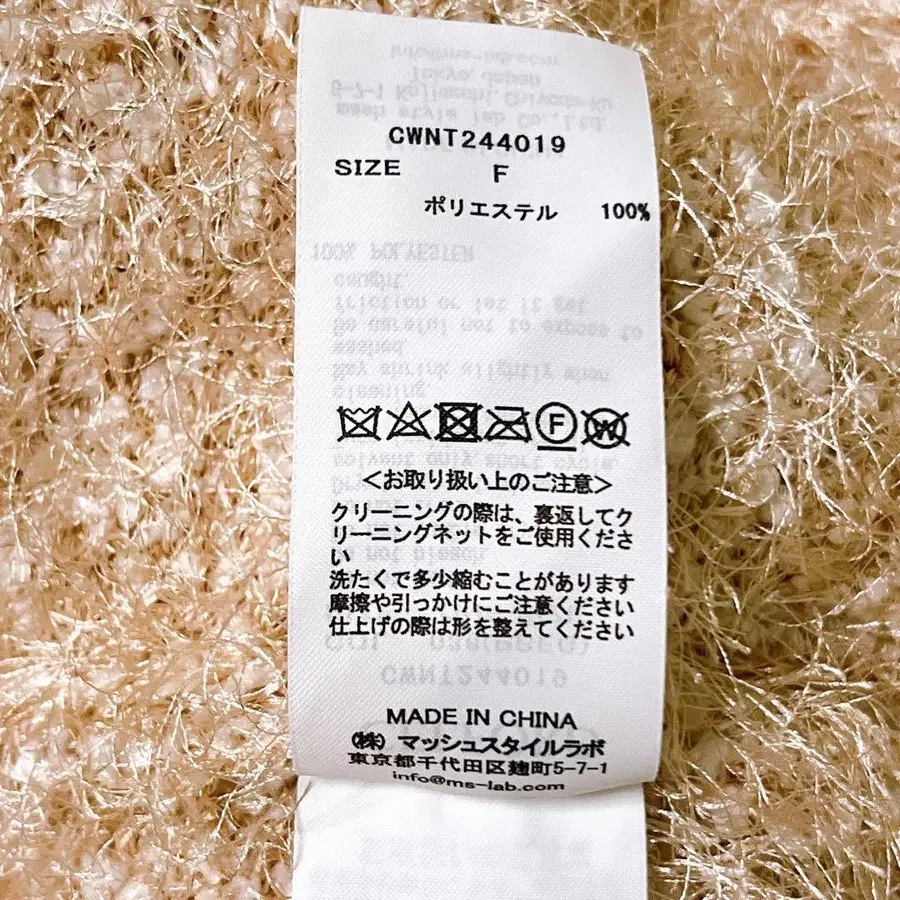 CWNT244019
SIZE F
ポリエステル 100%
F W
<お取り扱い上のご注意>
クリーニングの際は、裏返してク
リーニングネットをご使用くださ
い
洗たくで多少縮むことがあります
摩擦や引っかけにご注意ください
仕上げの際は形を整えてください
MADE IN CHINA
(株) マッシュスタイルラボ
東京都千代田区麹町5-7-1
info@ms-lab.com